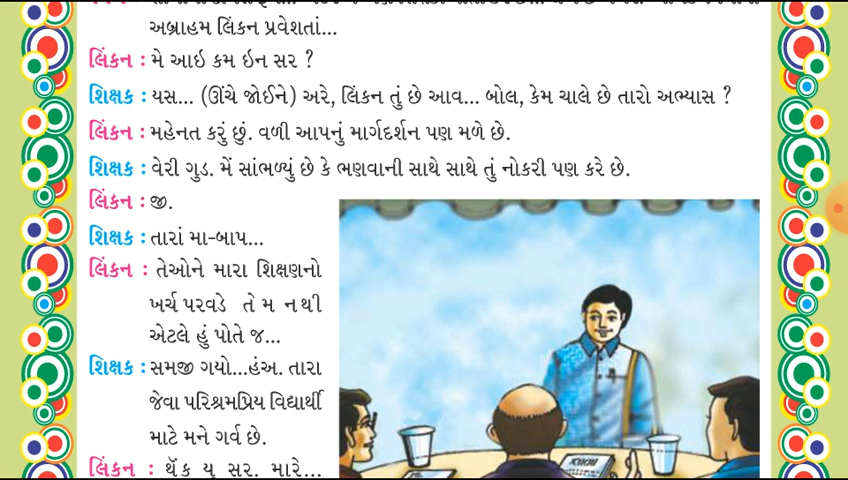 અબ્રાહમ લિંકન પ્રવેશતાં...
લિંકન : મે આઇ કમ ઇન સર ?
શિક્ષક : યસ... (ઊંચે જોઈને) અરે, લિંકન તું છે આવ... બોલ, કેમ ચાલે છે તારો અભ્યાસ ?
લિંકન : મહેનત કરું છું. વળી આપનું માર્ગદર્શન પણ મળે છે.
શિક્ષક : વેરી ગુડ. મેં સાંભળ્યું છે કે ભણવાની સાથે સાથે તું નોકરી પણ કરે છે.
લિંકન : જી.
શિક્ષક : તારાં મા-બાપ...
લિંકન : તેઓને મારા શિક્ષણનો
ખર્ચ પરવડે તે મ ન થી
એટલે હું પોતે જ...
શિક્ષક : સમજી ગયો...હંઅ. તારા
જેવા પરિશ્રમપ્રિય વિદ્યાર્થી
માટે મને ગર્વ છે.
લિંકન : થૅંક યુ સર. મારે...